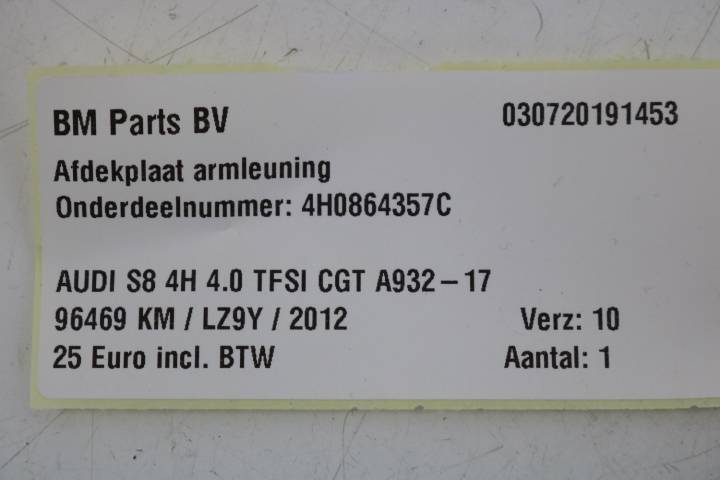 BM Parts BV 030720191453
Afdekplaat armleuning
Onderdeelnummer: 4H0864357C
AUDI S8 4H 4.0 TFSI CGT A932-17
96469 KM / LZ9Y / 2012 Verz: 10
25 Euro incl. BTW Aantal: 1